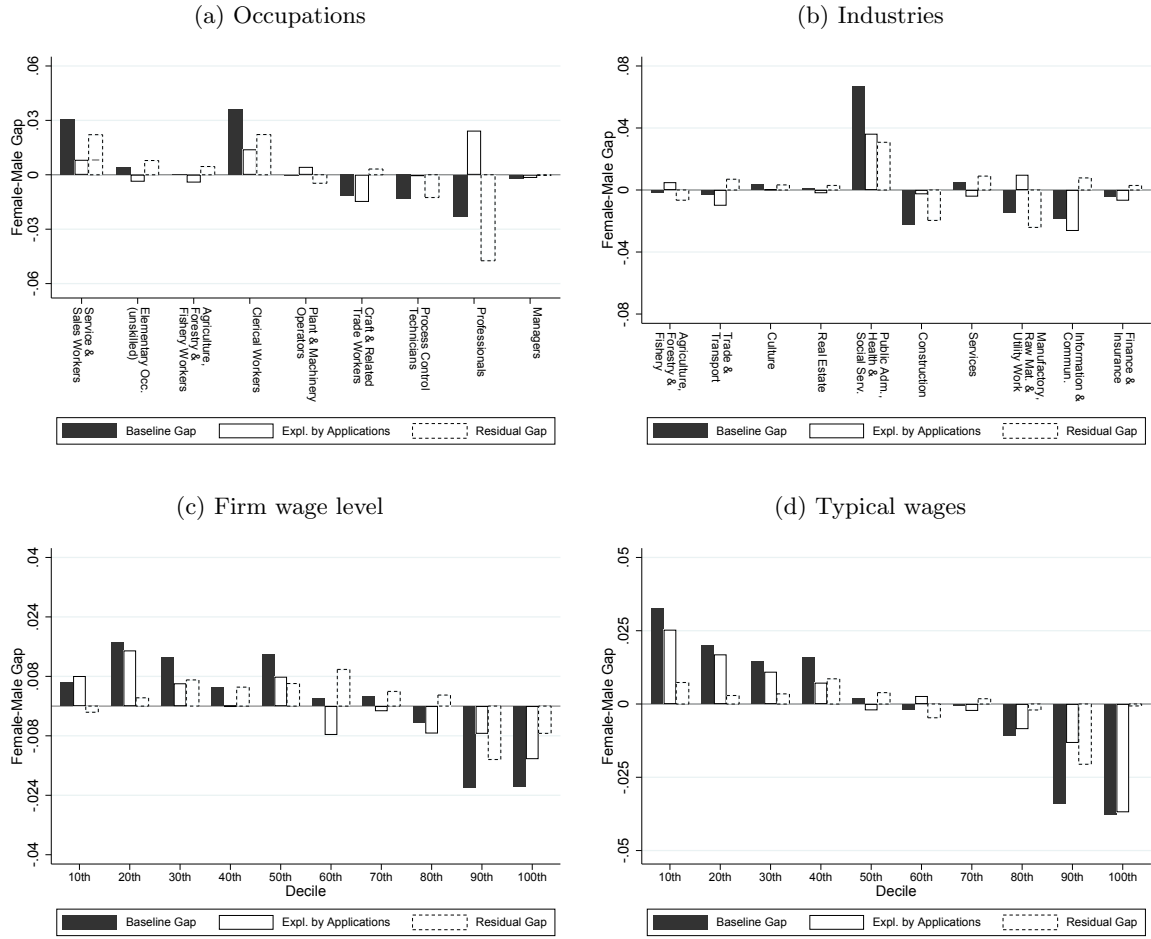 (a) Occupations
.06
.03
0
-.03
-.06
Female-Male Gap
Service &
Sales Workers
Elementary Occ.
(unskilled)
Agriculture,
Forestry &
Fishery Workers
Clerical Workers
Plant & Machinery
Operators
Craft & Related
Trade Workers
Process Control
Technicians
Professionals
Managers
Baseline Gap
Expl. by Applications
Residual Gap
(b) Industries
.08
.04
0
-.04
-.08
Female-Male Gap
Agriculture,
Forestry &
Fishery
Trade &
Transport
Culture
Real Estate
Public Adm.,
Health &
Social Serv.
Construction
Services
Manufactory,
Raw Mat. &
Utility Work
Information &
Commun.
Finance &
Insurance
Baseline Gap
Expl. by Applications
Residual Gap
(c) Firm wage level
.04
.024
.008
-.008
-.024
-.04
Female-Male Gap
10th
20th
30th
40th
50th
60th
70th
80th
90th
100th
Decile
Baseline Gap
Expl. by Applications
Residual Gap
(d) Typical wages
.05
.025
0
-.025
-.05
Female-Male Gap
10th
20th
30th
40th
50th
60th
70th
80th
90th
100th
Decile
Baseline Gap
Expl. by Applications
Residual Gap